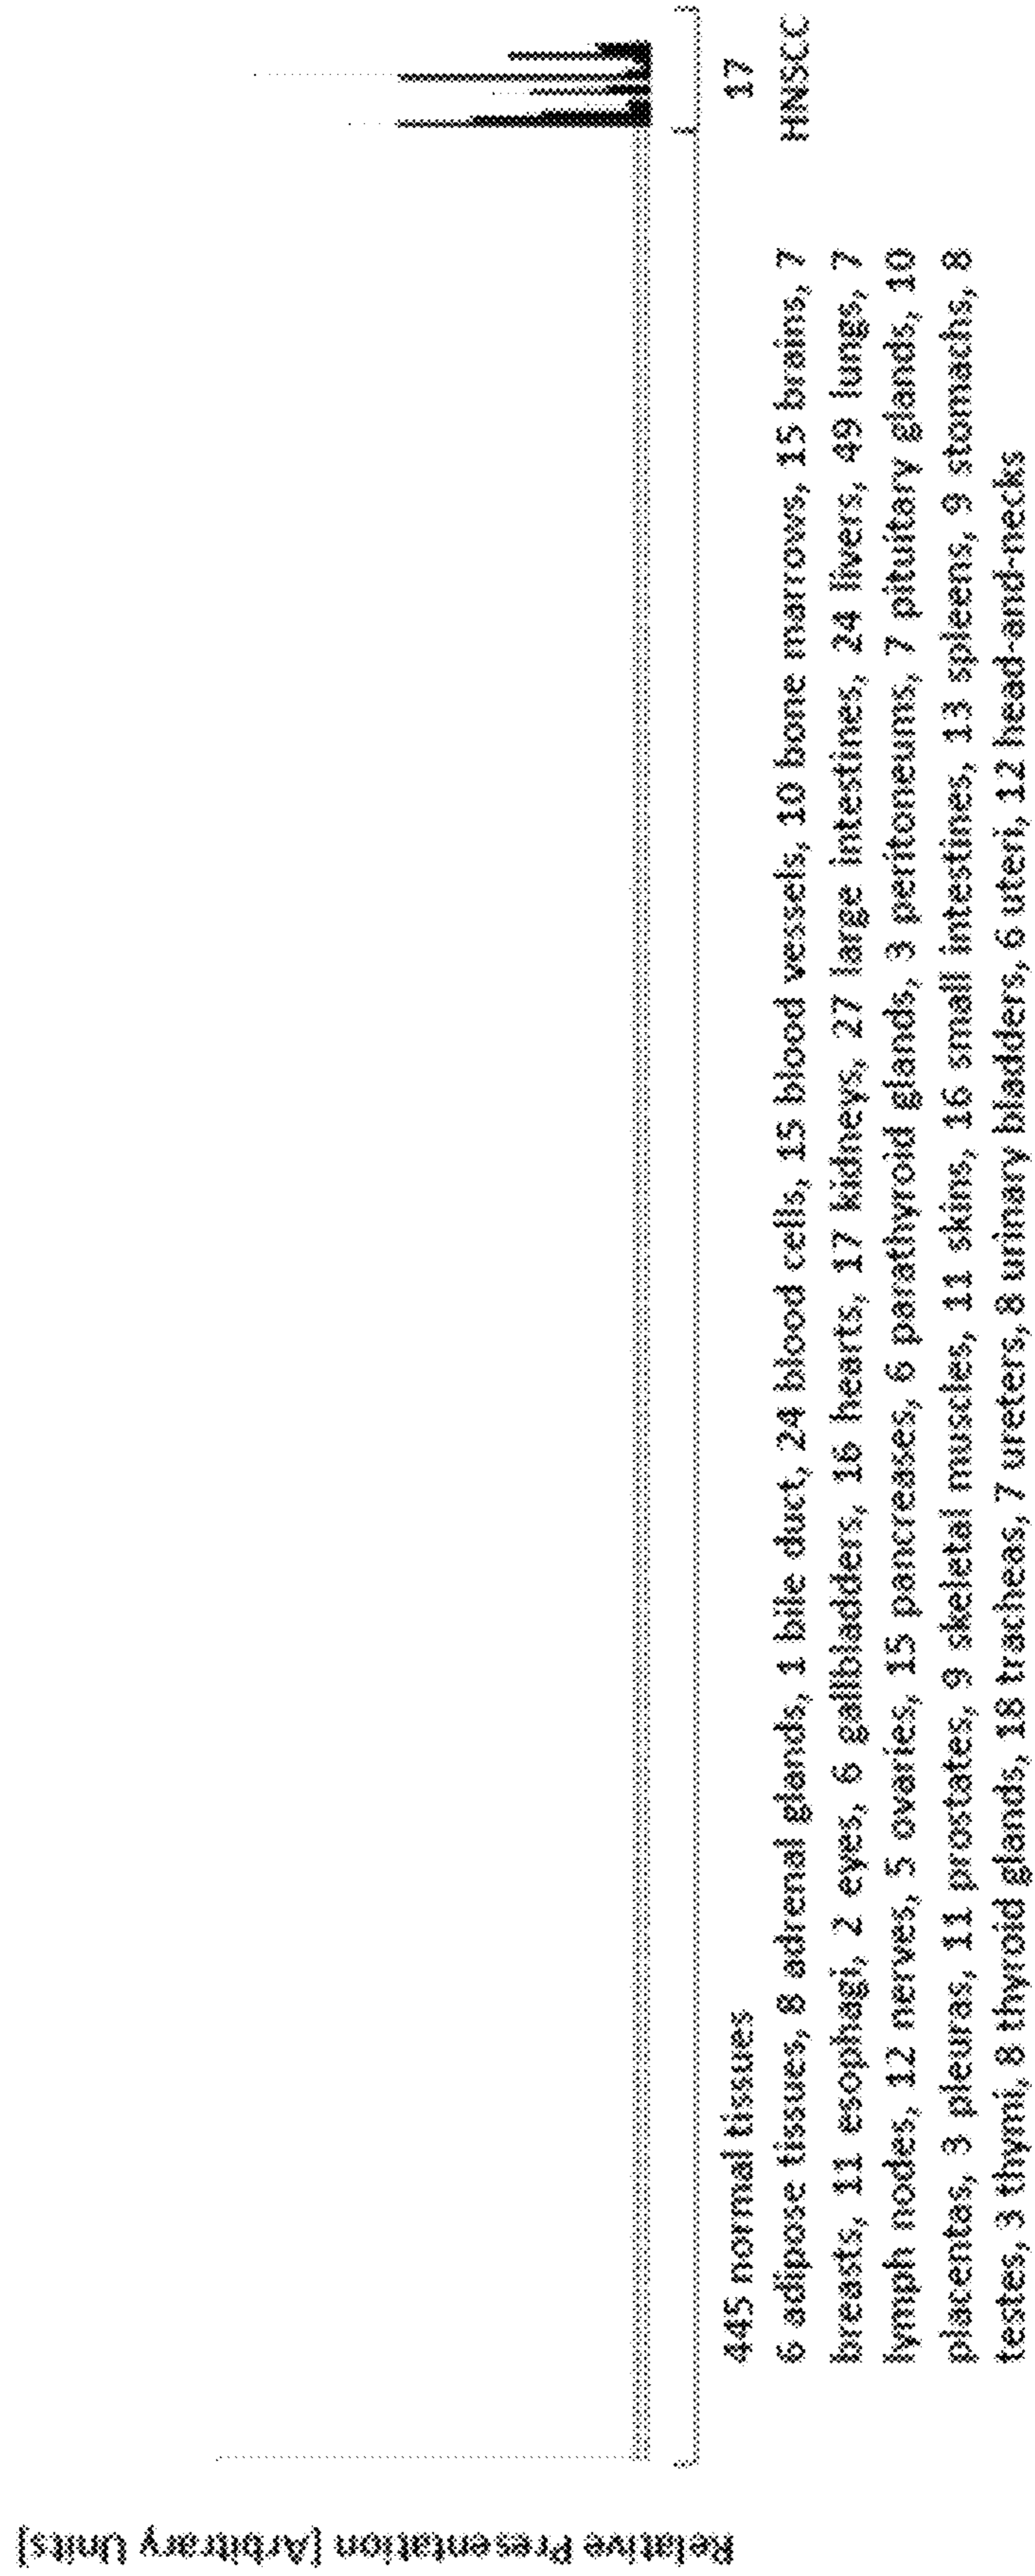 Relative Presentation [Arbitrary Units]
445 normal tissues
17
6 adipose tissues, 8 adrenal glands, 1 bile duct, 24 blood cells, 15 blood vessels, 10 bone marrows, 15 brains, 7
HNSCC
breasts, 11 esophagi, 2 eyes, 6 gallbladders, 16 hearts, 17 kidneys, 27 large intestines, 24 livers, 49 lungs, 7
lymph nodes, 12 nerves, 5 ovaries, 15 pancreases, 6 parathyroid glands, 3 peritoneums, 7 pituitary glands, 10
placentas, 3 pleuras, 11 prostates, 9 skeletal muscles, 11 skins, 16 small intestines, 13 spleens, 9 stomachs, 8
testes, 3 thymi, 8 thyroid glands, 18 tracheas, 7 ureters, 8 urinary bladders, 6 uteri, 12 head-and-necks